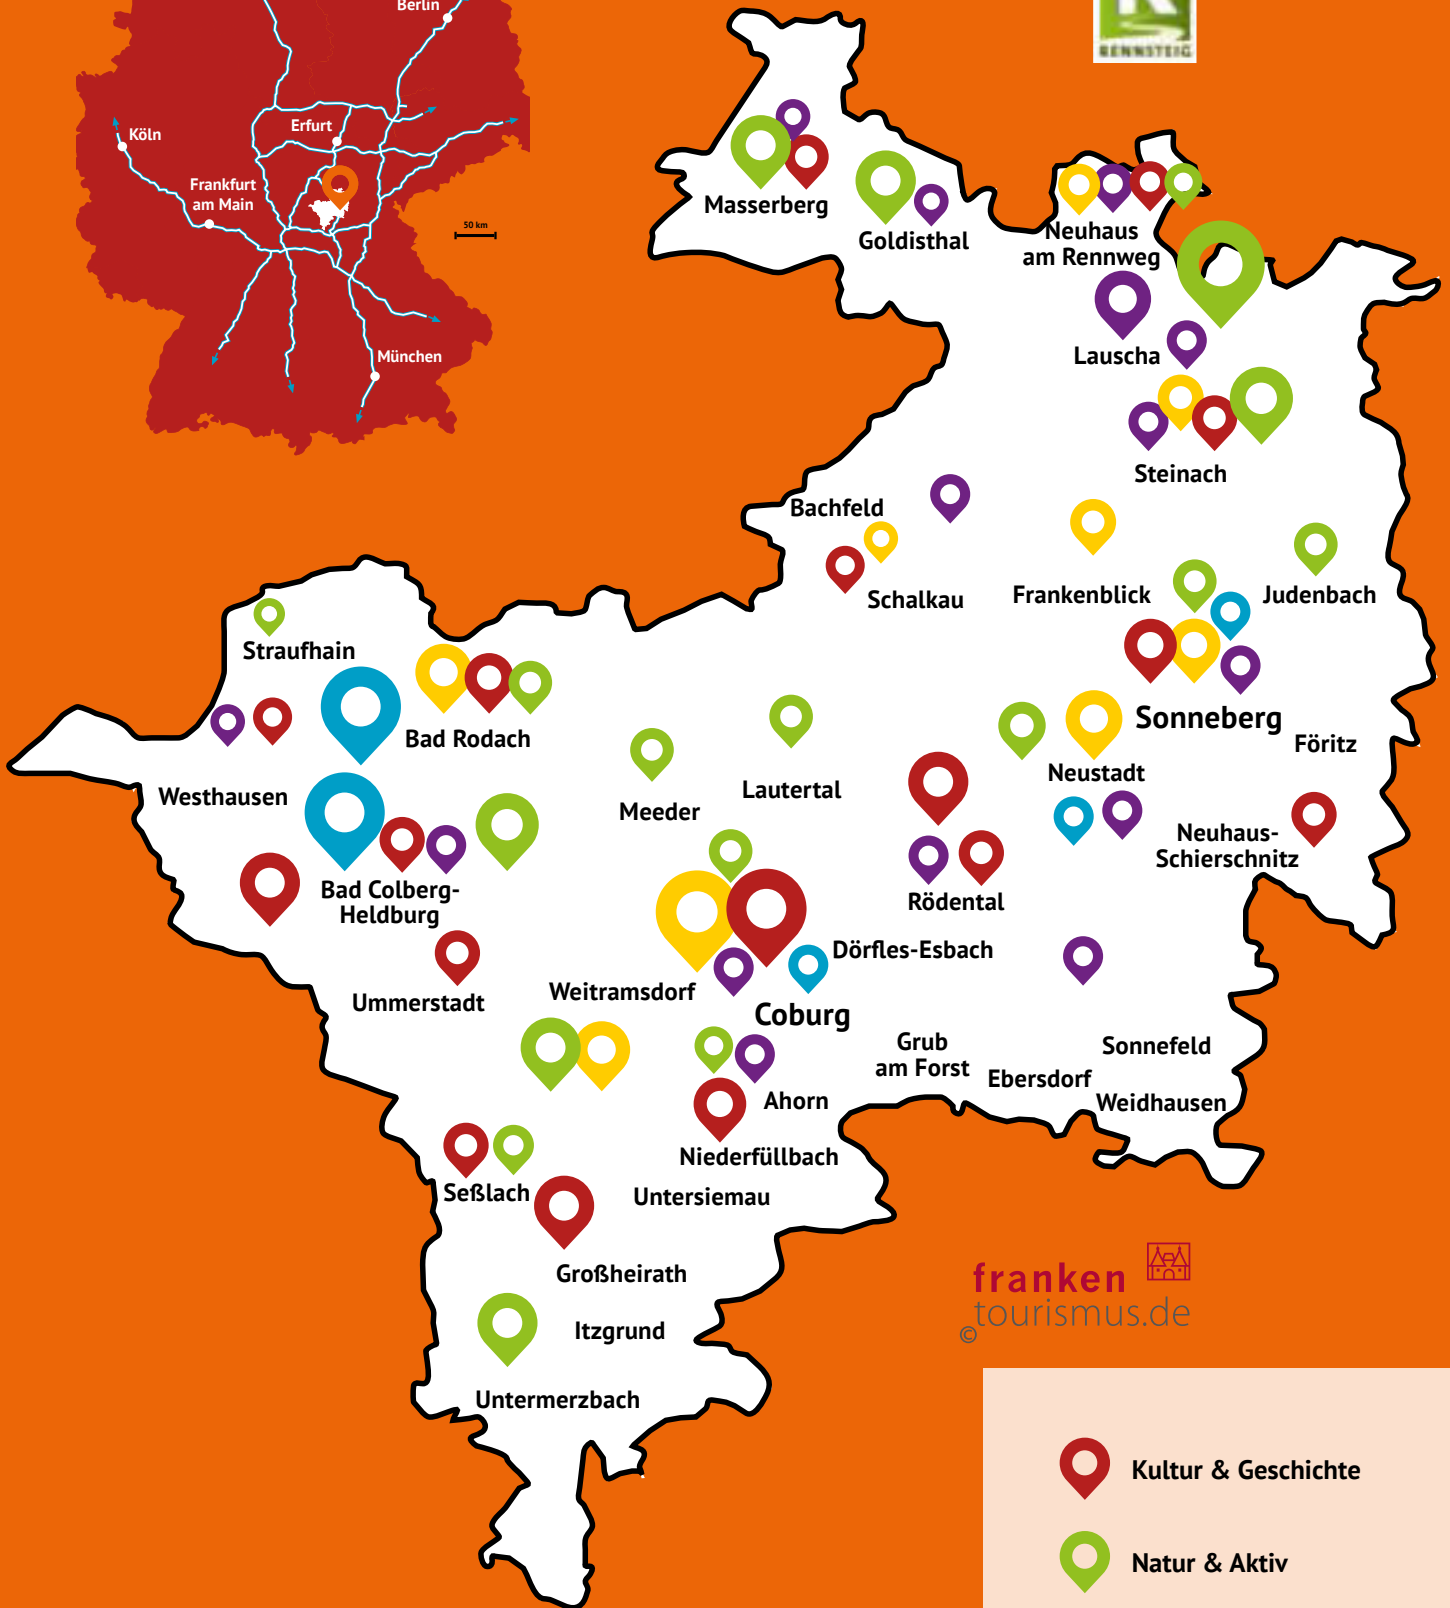 Berlin
RENNSTEIG
Köln
Erfurt
Frankfurt
am Main
50 km
München
Masserberg
Goldisthal
Neuhaus
am Rennweg
Lauscha
Steinach
Bachfeld
Schalkau
Frankenblick
Judenbach
Straufhain
Bad Rodach
Sonneberg
Föritz
Westhausen
Meeder
Lautertal
Neustadt
Neuhaus-
Schierschnitz
Bad Colberg-
Heldburg
Rödental
Dörfles-Esbach
Ummerstadt
Weitramsdorf
Coburg
Grub
am Forst
Sonnefeld
Ebersdorf
Weidhausen
Ahorn
Niederfüllbach
Seßlach
Untersiemau
Großheirath
Itzgrund
Untermerzbach
franken
© tourismus.de
Kultur & Geschichte
Natur & Aktiv